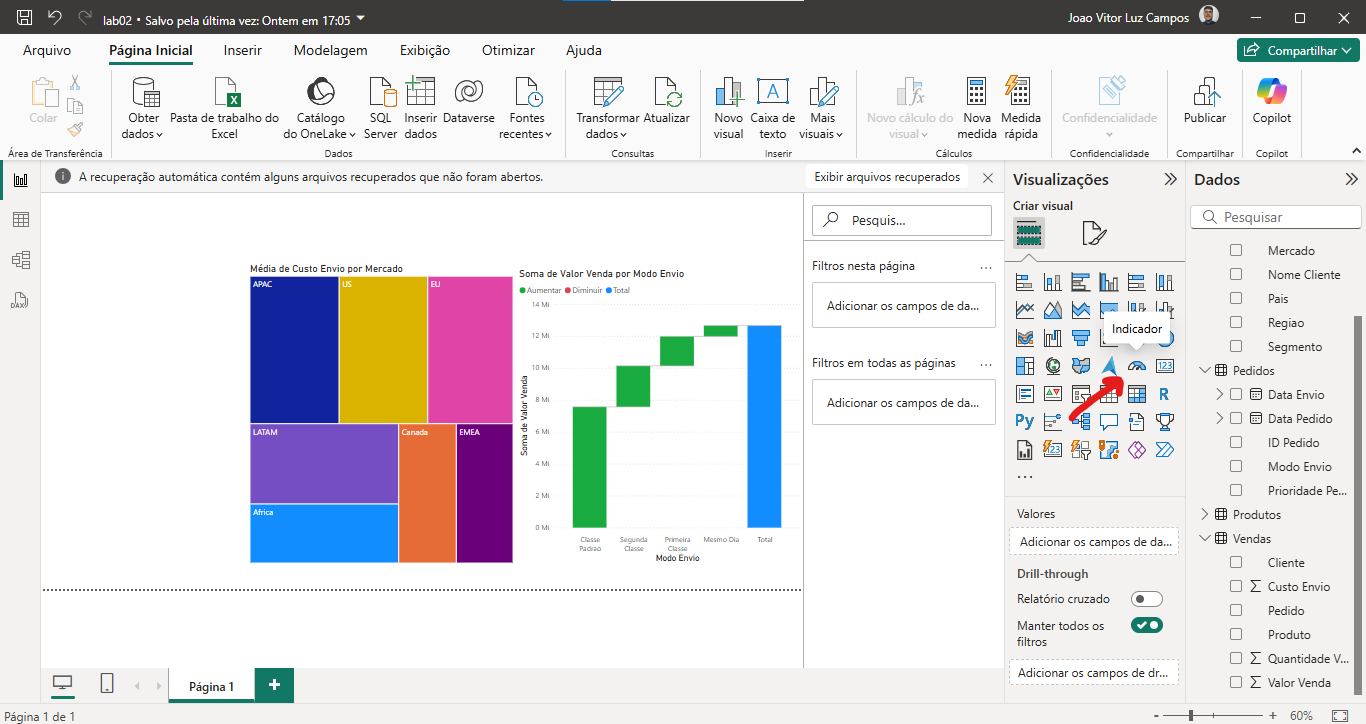 lab02 • Salvo pela última vez: Ontem em 17:05
Joao Vitor Luz Campos
Arquivo
Página Inicial
Inserir
Modelagem
Exibição
Otimizar
Ajuda
Compartilhar
Colar
Obter
dados
Pasta de trabalho do
Excel
Catálogo
do OneLake
SQL
Server
Inserir
dados
Dataverse
Fontes
recentes
Transformar
dados
Atualizar
Novo
visual
Caixa de
texto
Mais
visuais
Novo cálculo do
visual
Nova
medida
Medida
rápida
Confidencialidade
Publicar
Copilot
Área de Transferência
Dados
Consultas
Inserir
Cálculos
Confidencialidade
Compartilhar
Copilot
A recuperação automática contém alguns arquivos recuperados que não foram abertos.
Exibir arquivos recuperados
DAX
Média de Custo Envio por Mercado
APAC
US
EU
LATAM
Canada
EMEA
Africa
Soma de Valor Venda por Modo Envio
Aumentar
Diminuir
Total
Soma de Valor Venda
14 Mi
12 Mi
10 Mi
8 Mi
6 Mi
4 Mi
2 Mi
0 Mi
Classe
Padrao
Segunda
Classe
Primeira
Classe
Mesmo Dia
Total
Modo Envio
Pesquis...
Filtros nesta página
...
Adicionar os campos de da...
Filtros em todas as páginas
...
Adicionar os campos de da...
Visualizações
Criar visual
Indicador
123
R
Py
123
...
Valores
Adicionar os campos de da...
Drill-through
Relatório cruzado
Manter todos os
filtros
Adicionar os campos de dr...
Dados
Pesquisar
Mercado
Nome Cliente
Pais
Regiao
Segmento
Pedidos
Data Envio
Data Pedido
ID Pedido
Modo Envio
Prioridade Pe...
Produtos
Vendas
Cliente
∑ Custo Envio
Pedido
Produto
∑ Quantidade V...
∑ Valor Venda
Página 1
+
Página 1 de 1
- + 60%